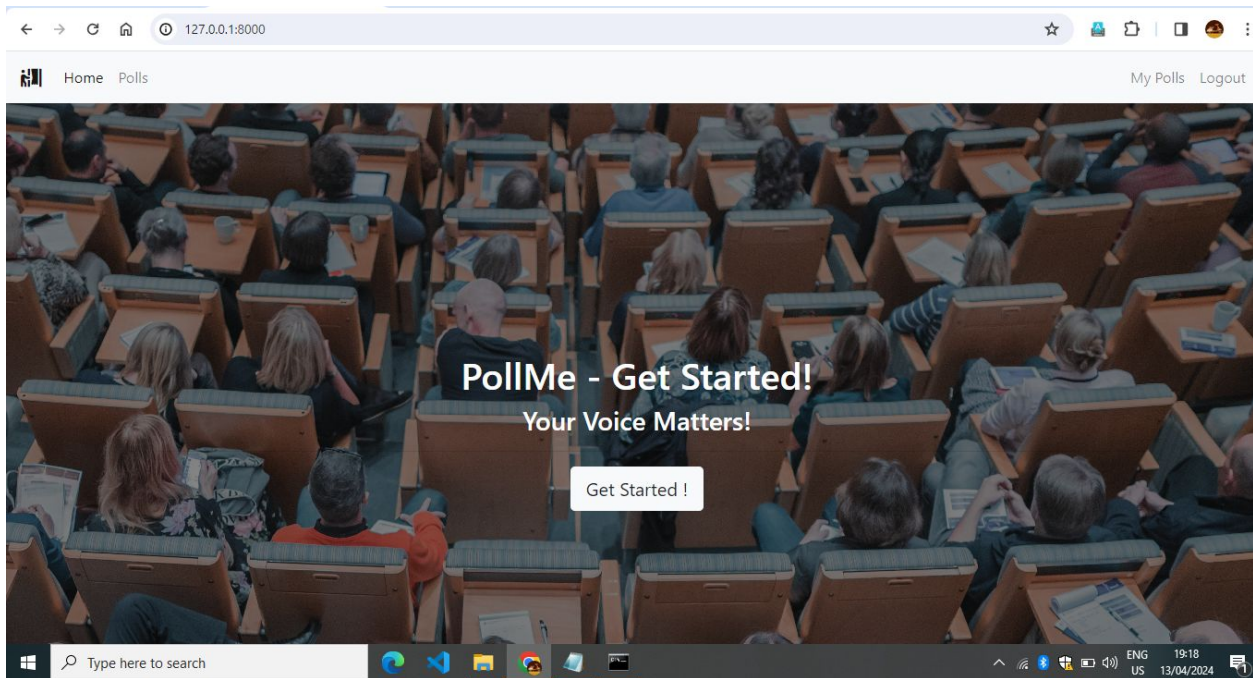 127.0.0.1:8000
Home Polls My Polls Logout
PollMe - Get Started!
Your Voice Matters!
Get Started !
Type here to search
ENG 19:18
US 13/04/2024
1